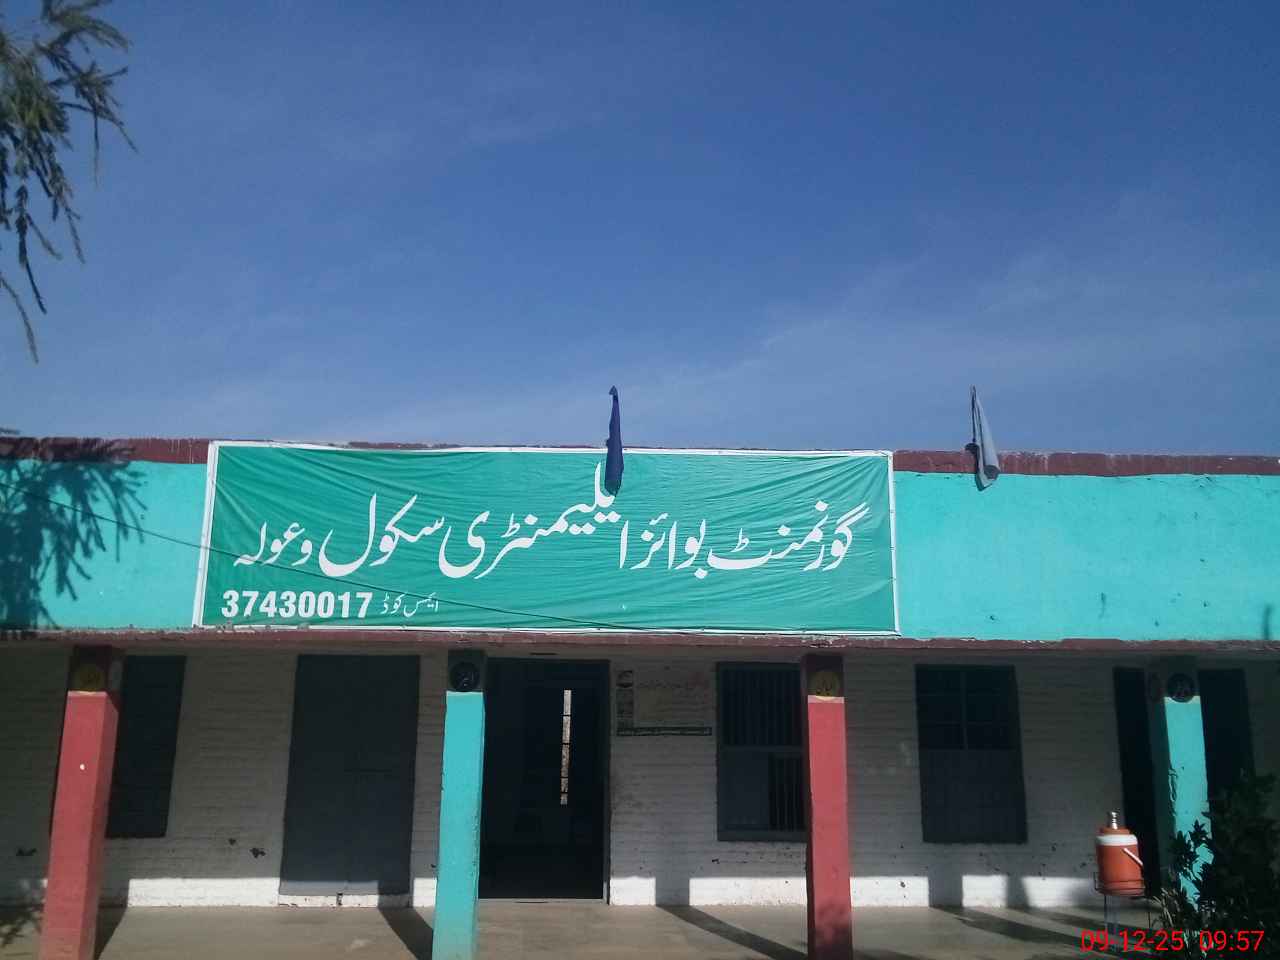 گورنمنٹ بوائز ایلیمنٹری سکول وعولہ
ایمس کوڈ 37430017
09-12-25 09:57